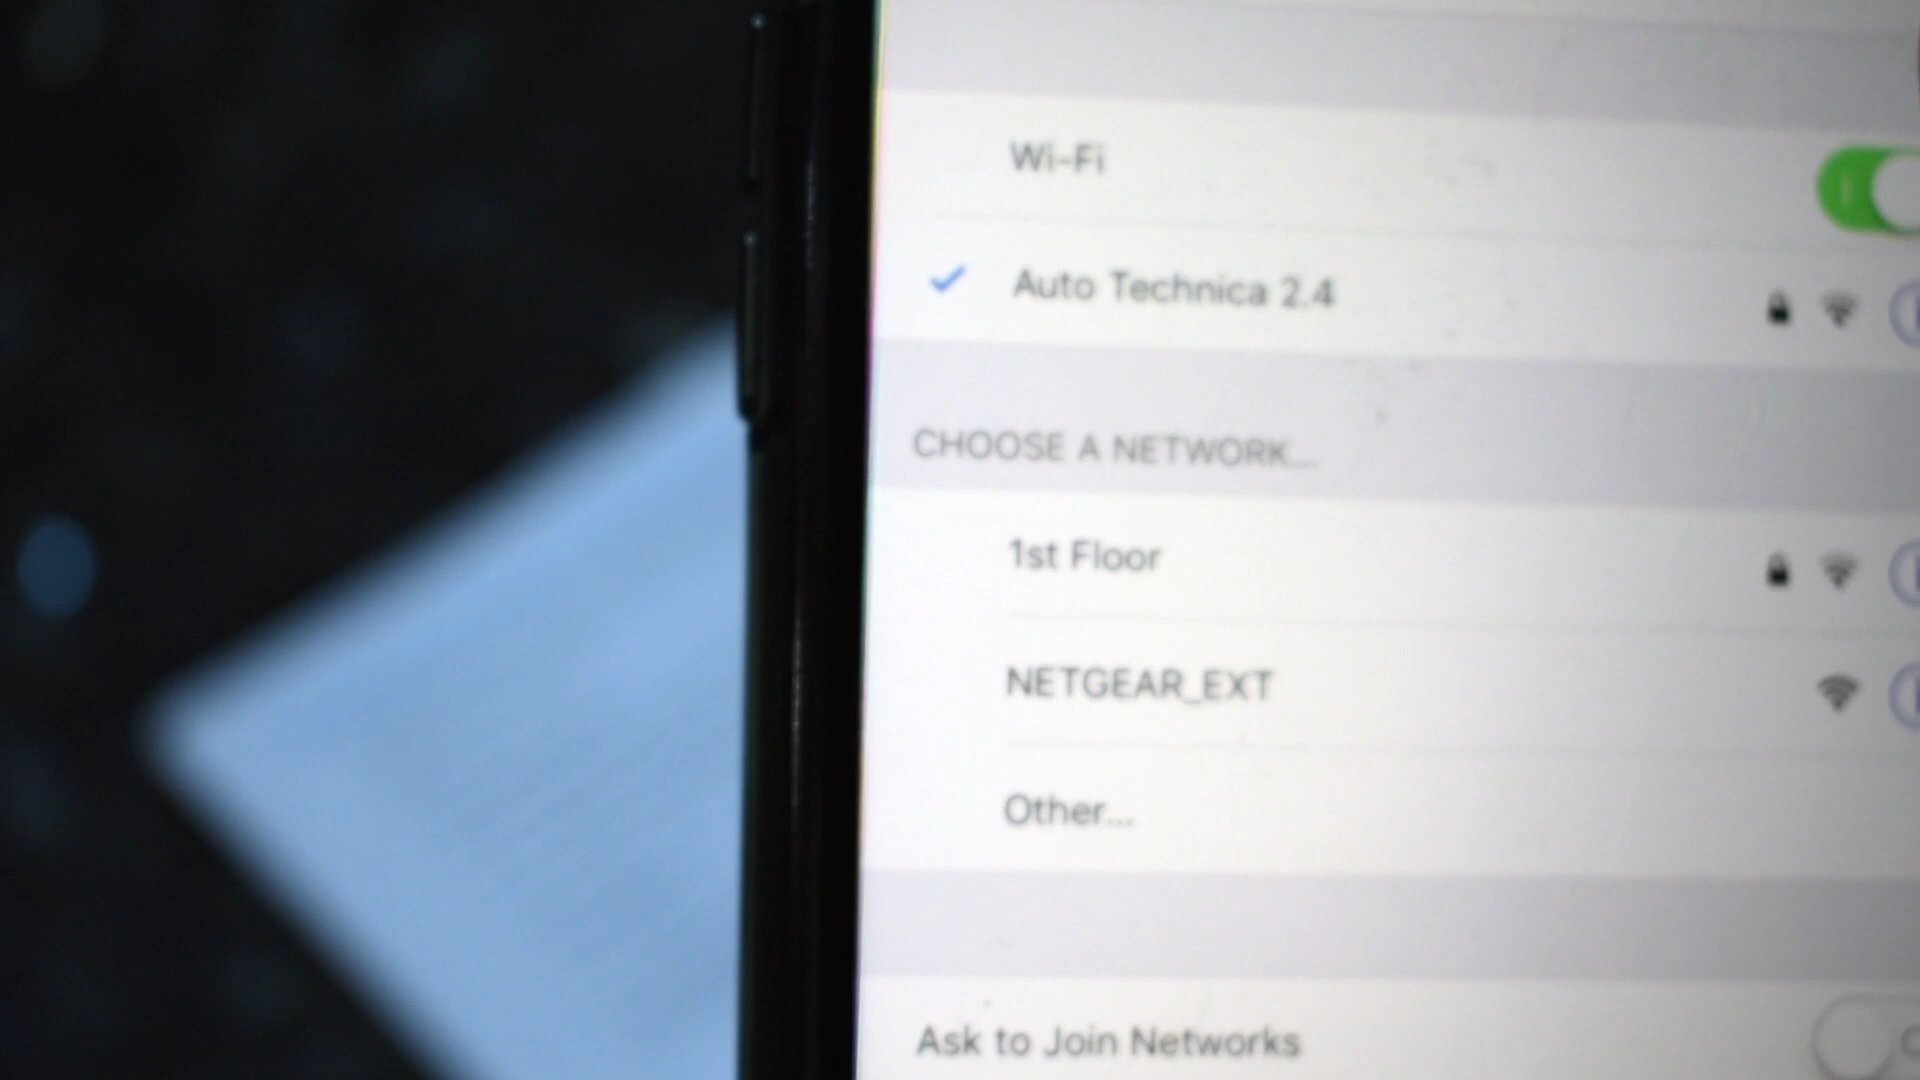 Wi-Fi
Auto Technica 2.4
CHOOSE A NETWORK...
1st Floor
NETGEAR_EXT
Other...
Ask to Join Networks